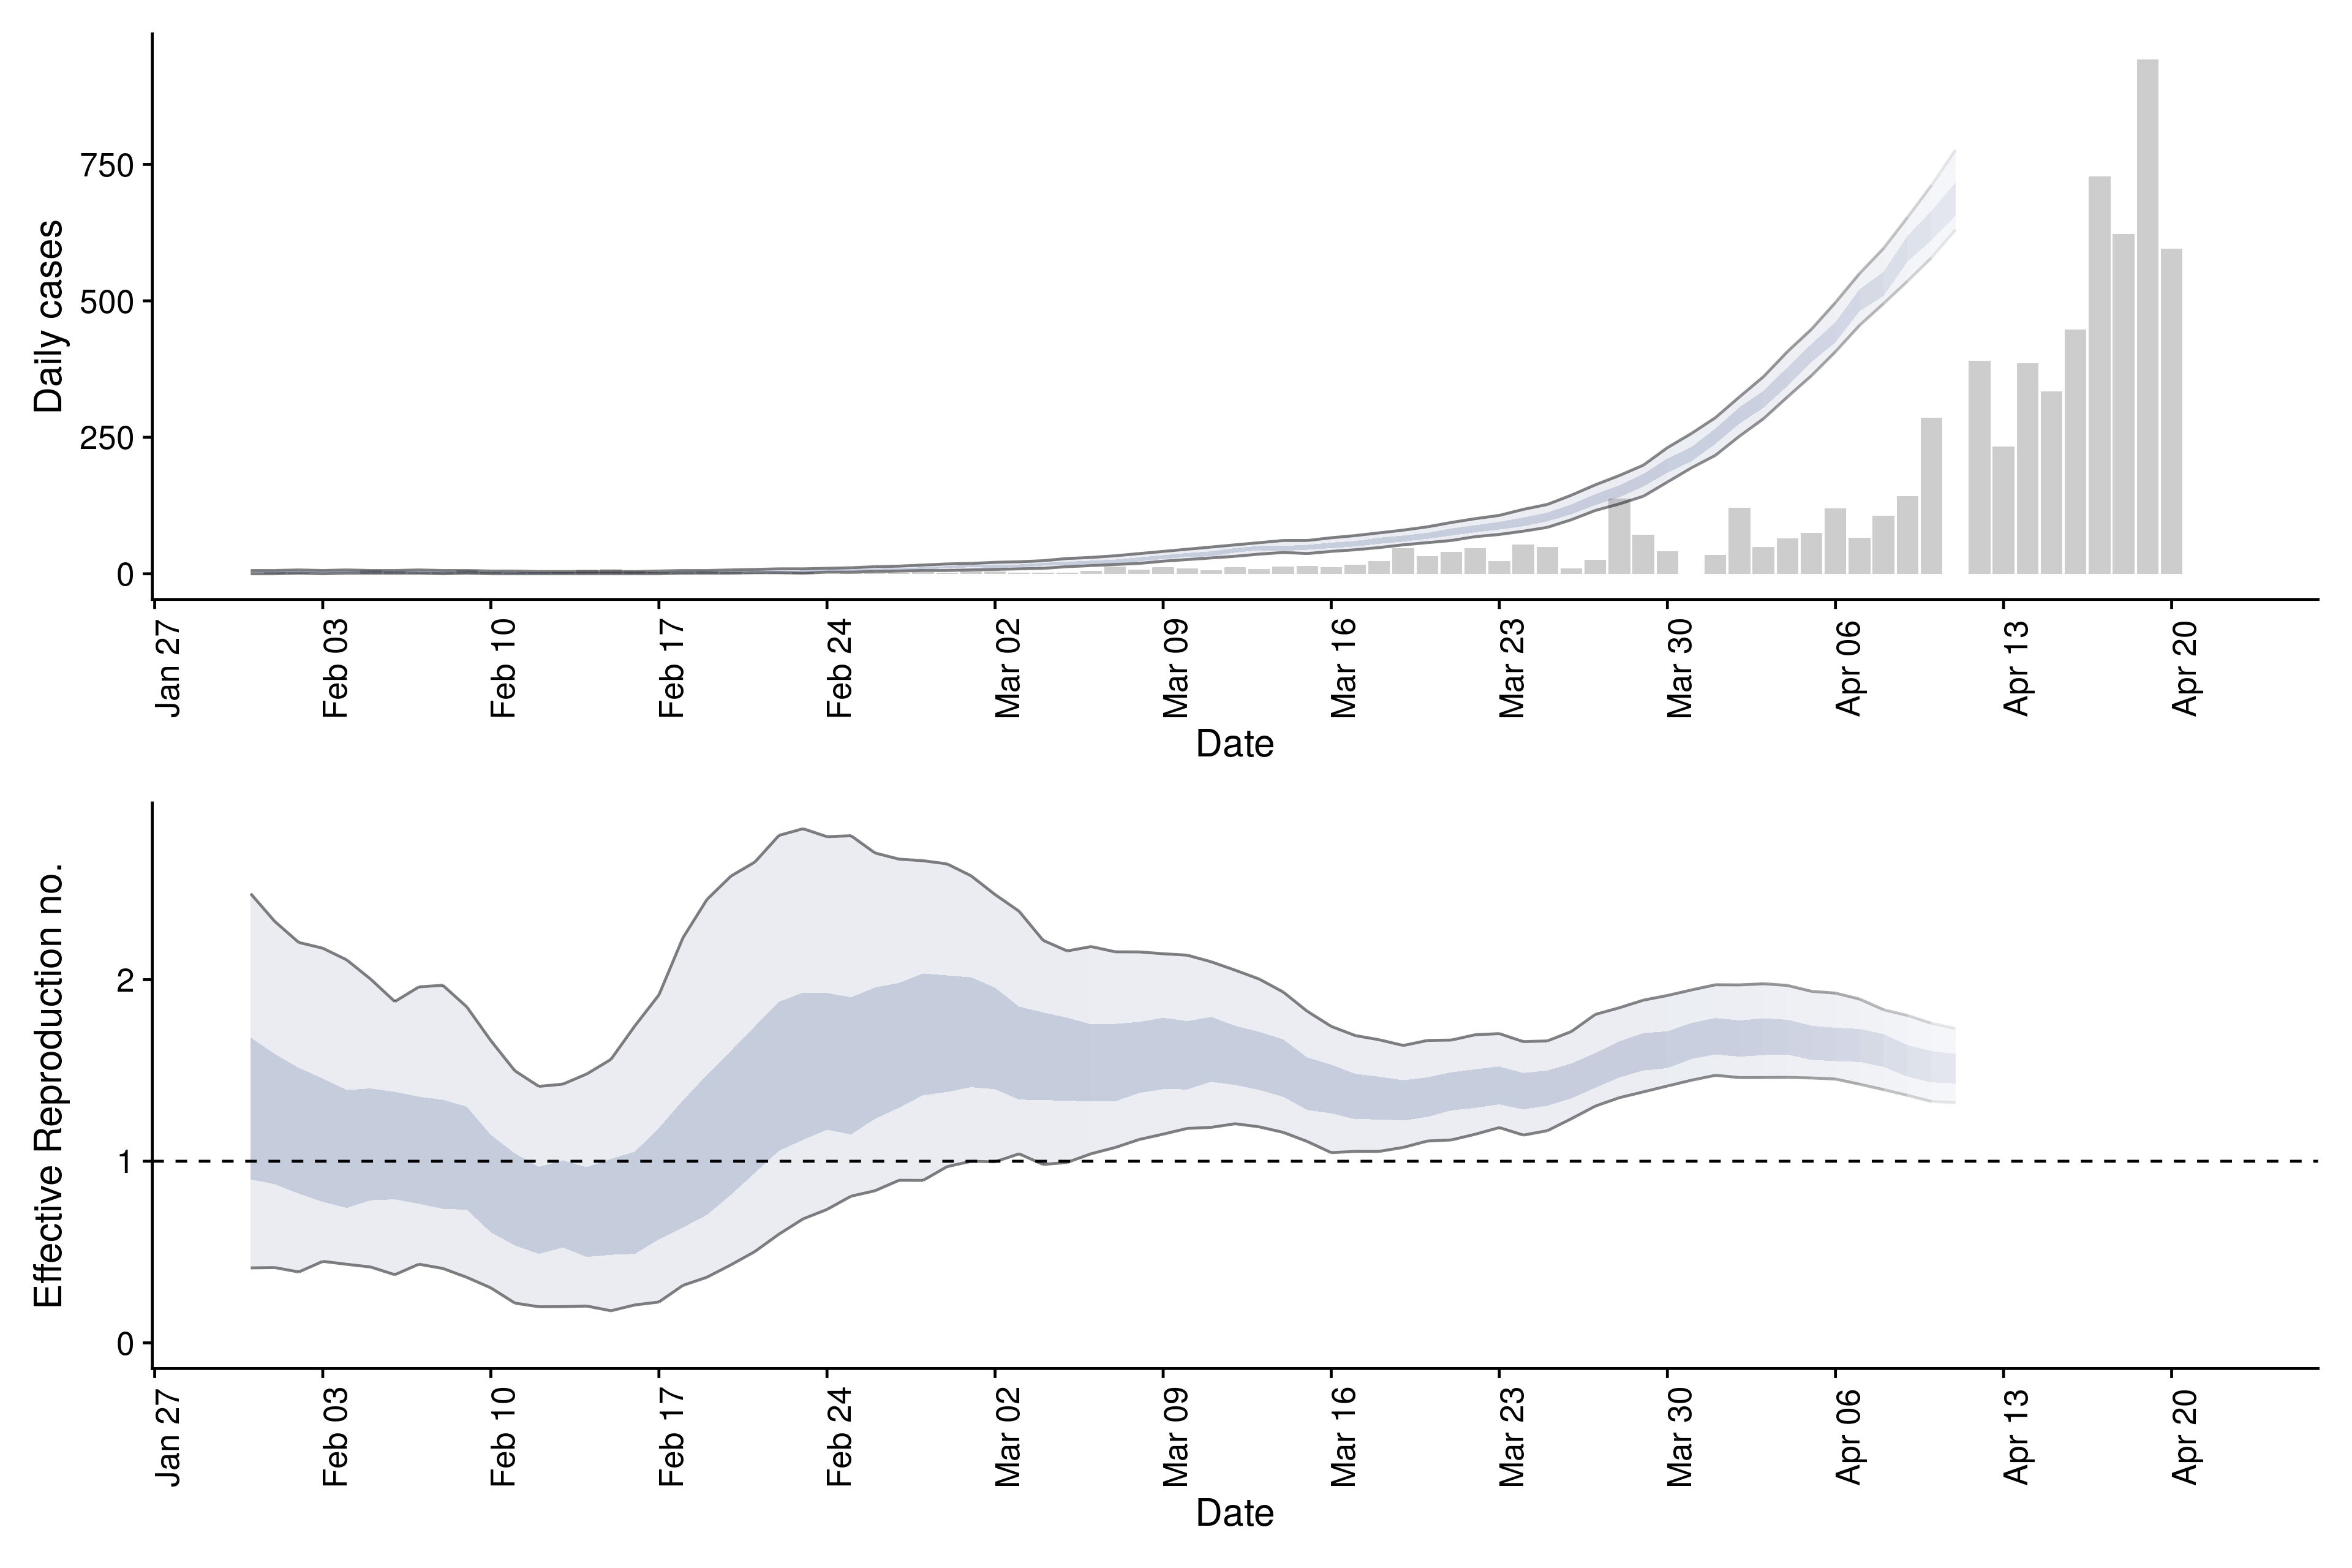 Daily cases
750
500
250
0
Jan 27
Feb 03
Feb 10
Feb 17
Feb 24
Mar 02
Mar 09
Mar 16
Mar 23
Mar 30
Apr 06
Apr 13
Apr 20
Date
Effective Reproduction no.
2
1
0
Jan 27
Feb 03
Feb 10
Feb 17
Feb 24
Mar 02
Mar 09
Mar 16
Mar 23
Mar 30
Apr 06
Apr 13
Apr 20
Date